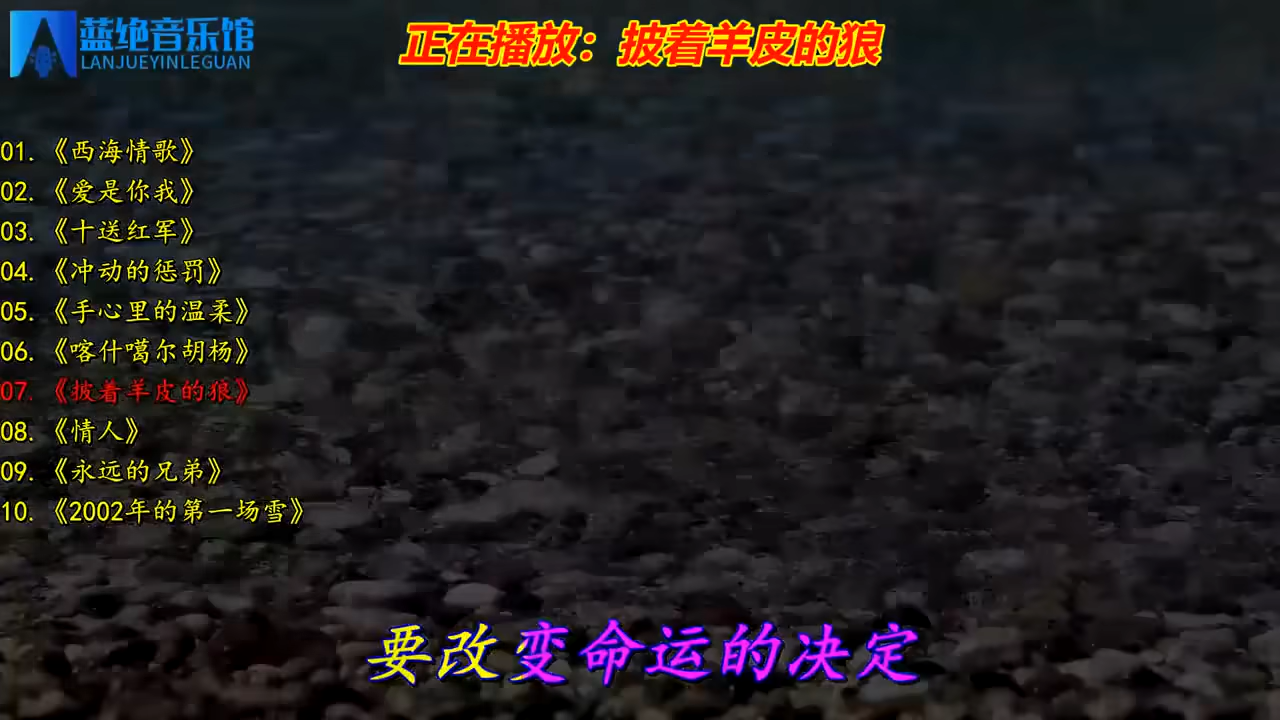 蓝绝音乐馆
LANJUEYINLEGUAN
正在播放：披着羊皮的狼
01.《西海情歌》
02.《爱是你我》
03.《十送红军》
04.《冲动的惩罚》
05.《手心里的温柔》
06.《喀什噶尔胡杨》
07.《披着羊皮的狼》
08.《情人》
09.《永远的兄弟》
10.《2002年的第一场雪》
要改变命运的决定